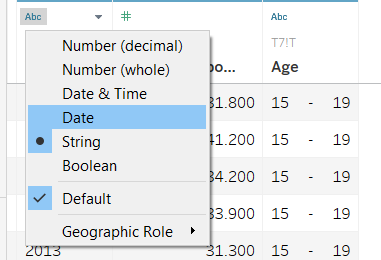 Abc # Abc
T7!T
Number (decimal)
po... Age
Number (whole)
Date & Time 31.800 15 - 19
Date
String 41.200 15 - 19
Boolean 34.200 15 - 19
Default
33.900 15 - 19
Geographic Role
2013 31.300 15 - 19